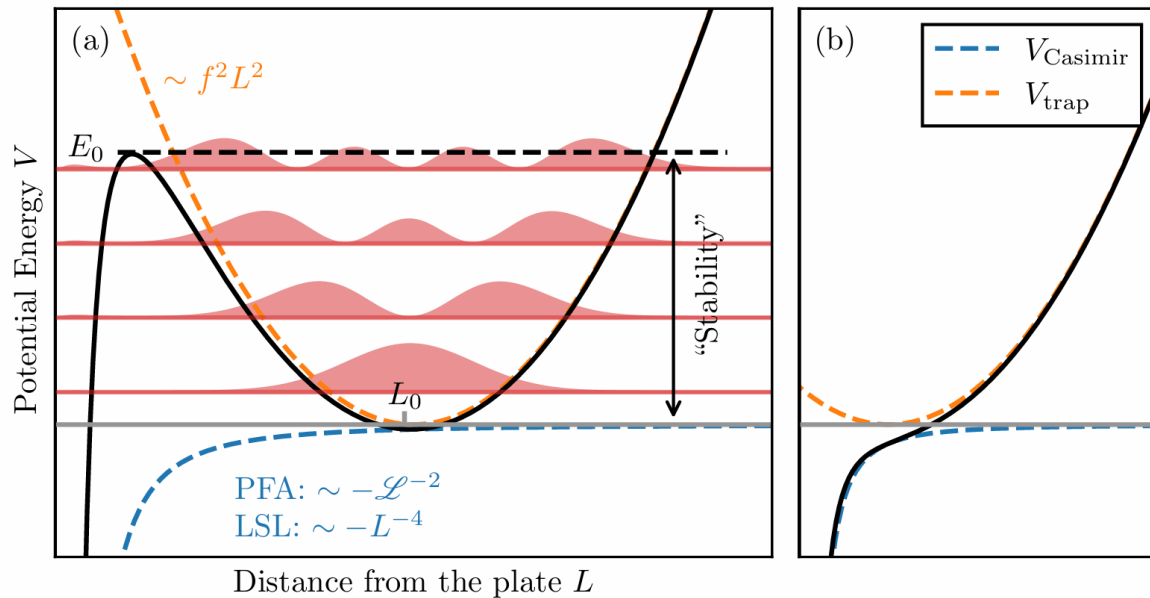 (a)
∼ f²L²
E₀
L₀
“Stability”
PFA: ∼ −ℒ⁻²
LSL: ∼ −L⁻⁴
Potential Energy V
Distance from the plate L
(b)
V_Casimir
V_trap